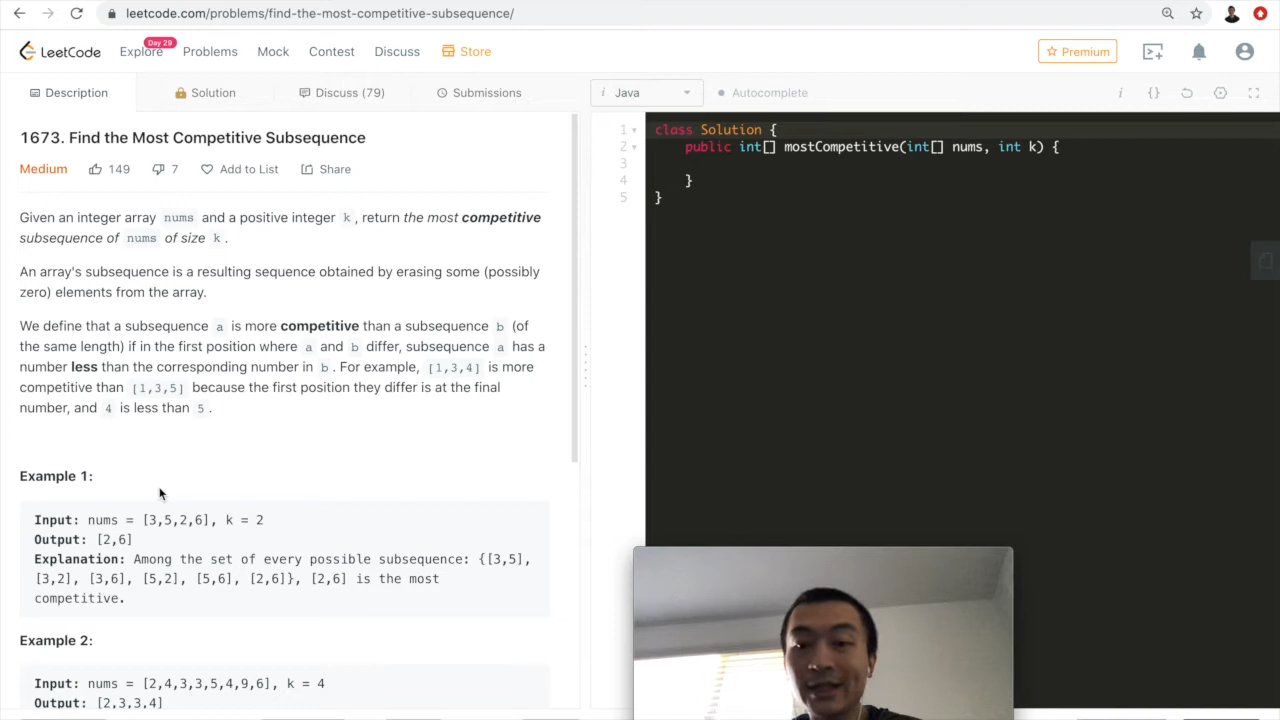 leetcode.com/problems/find-the-most-competitive-subsequence/
LeetCode
Explore
Day 29
Problems
Mock
Contest
Discuss
Store
Premium
Description
Solution
Discuss (79)
Submissions
i Java
Autocomplete
i {}
1673. Find the Most Competitive Subsequence
Medium
149
7
Add to List
Share
Given an integer array nums and a positive integer k, return the most competitive
subsequence of nums of size k.
An array's subsequence is a resulting sequence obtained by erasing some (possibly
zero) elements from the array.
We define that a subsequence a is more competitive than a subsequence b (of
the same length) if in the first position where a and b differ, subsequence a has a
number less than the corresponding number in b. For example, [1,3,4] is more
competitive than [1,3,5] because the first position they differ is at the final
number, and 4 is less than 5.
Example 1:
Input: nums = [3,5,2,6], k = 2
Output: [2,6]
Explanation: Among the set of every possible subsequence: {[3,5],
[3,2], [3,6], [5,2], [5,6], [2,6]}, [2,6] is the most
competitive.
Example 2:
Input: nums = [2,4,3,3,5,4,9,6], k = 4
Output: [2,3,3,4]
1 class Solution {
2 public int[] mostCompetitive(int[] nums, int k) {
3
4 }
5 }